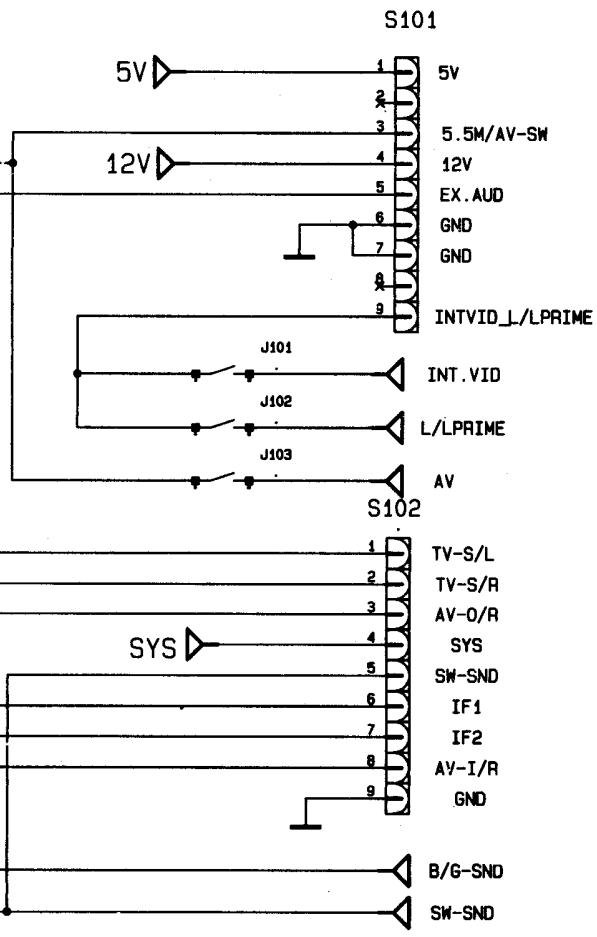 S101
5V 1 5V
2
3 5.5M/AV-SW
12V 4 12V
5 EX.AUD
6 GND
7 GND
8
9 INTVID_L/LPRIME
J101
INT.VID
J102
L/LPRIME
J103
AV
S102
1 TV-S/L
2 TV-S/R
3 AV-O/R
SYS 4 SYS
5 SW-SND
6 IF1
7 IF2
8 AV-I/R
9 GND
B/G-SND
SW-SND